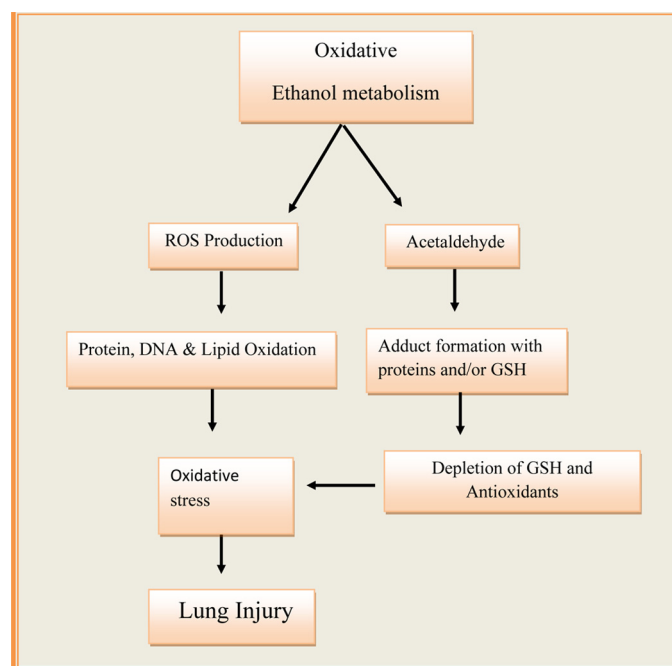 Oxidative
Ethanol metabolism
ROS Production
Acetaldehyde
Protein, DNA & Lipid Oxidation
Adduct formation with
proteins and/or GSH
Oxidative
stress
Depletion of GSH and
Antioxidants
Lung Injury